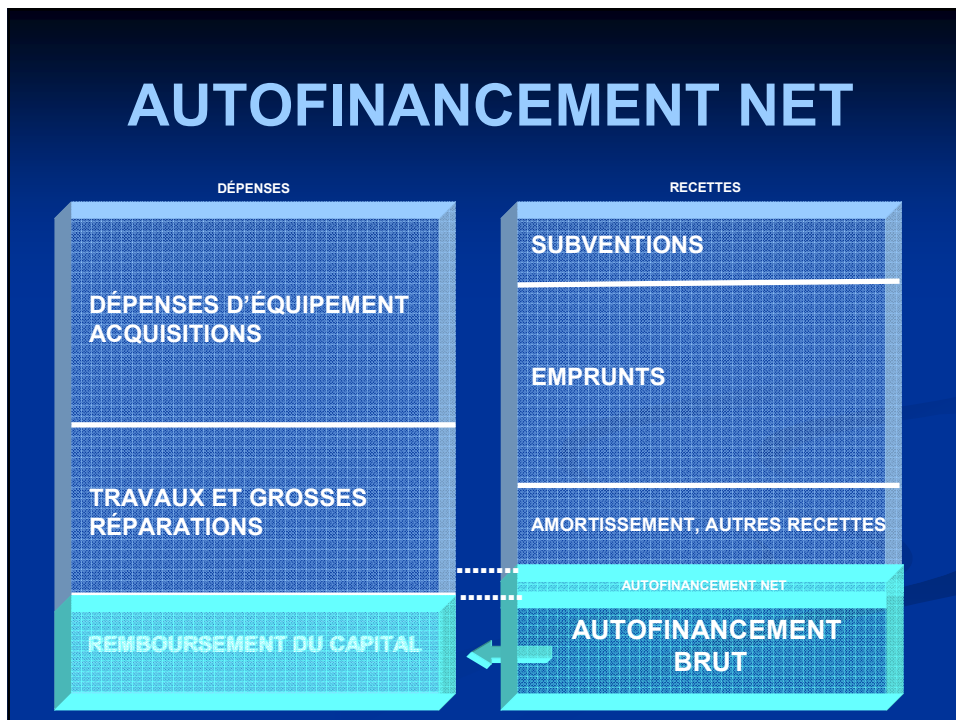 AUTOFINANCEMENT NET
DÉPENSES
DÉPENSES D’ÉQUIPEMENT
ACQUISITIONS
TRAVAUX ET GROSSES
RÉPARATIONS
REMBOURSEMENT DU CAPITAL
RECETTES
SUBVENTIONS
EMPRUNTS
AMORTISSEMENT, AUTRES RECETTES
AUTOFINANCEMENT NET
AUTOFINANCEMENT
BRUT